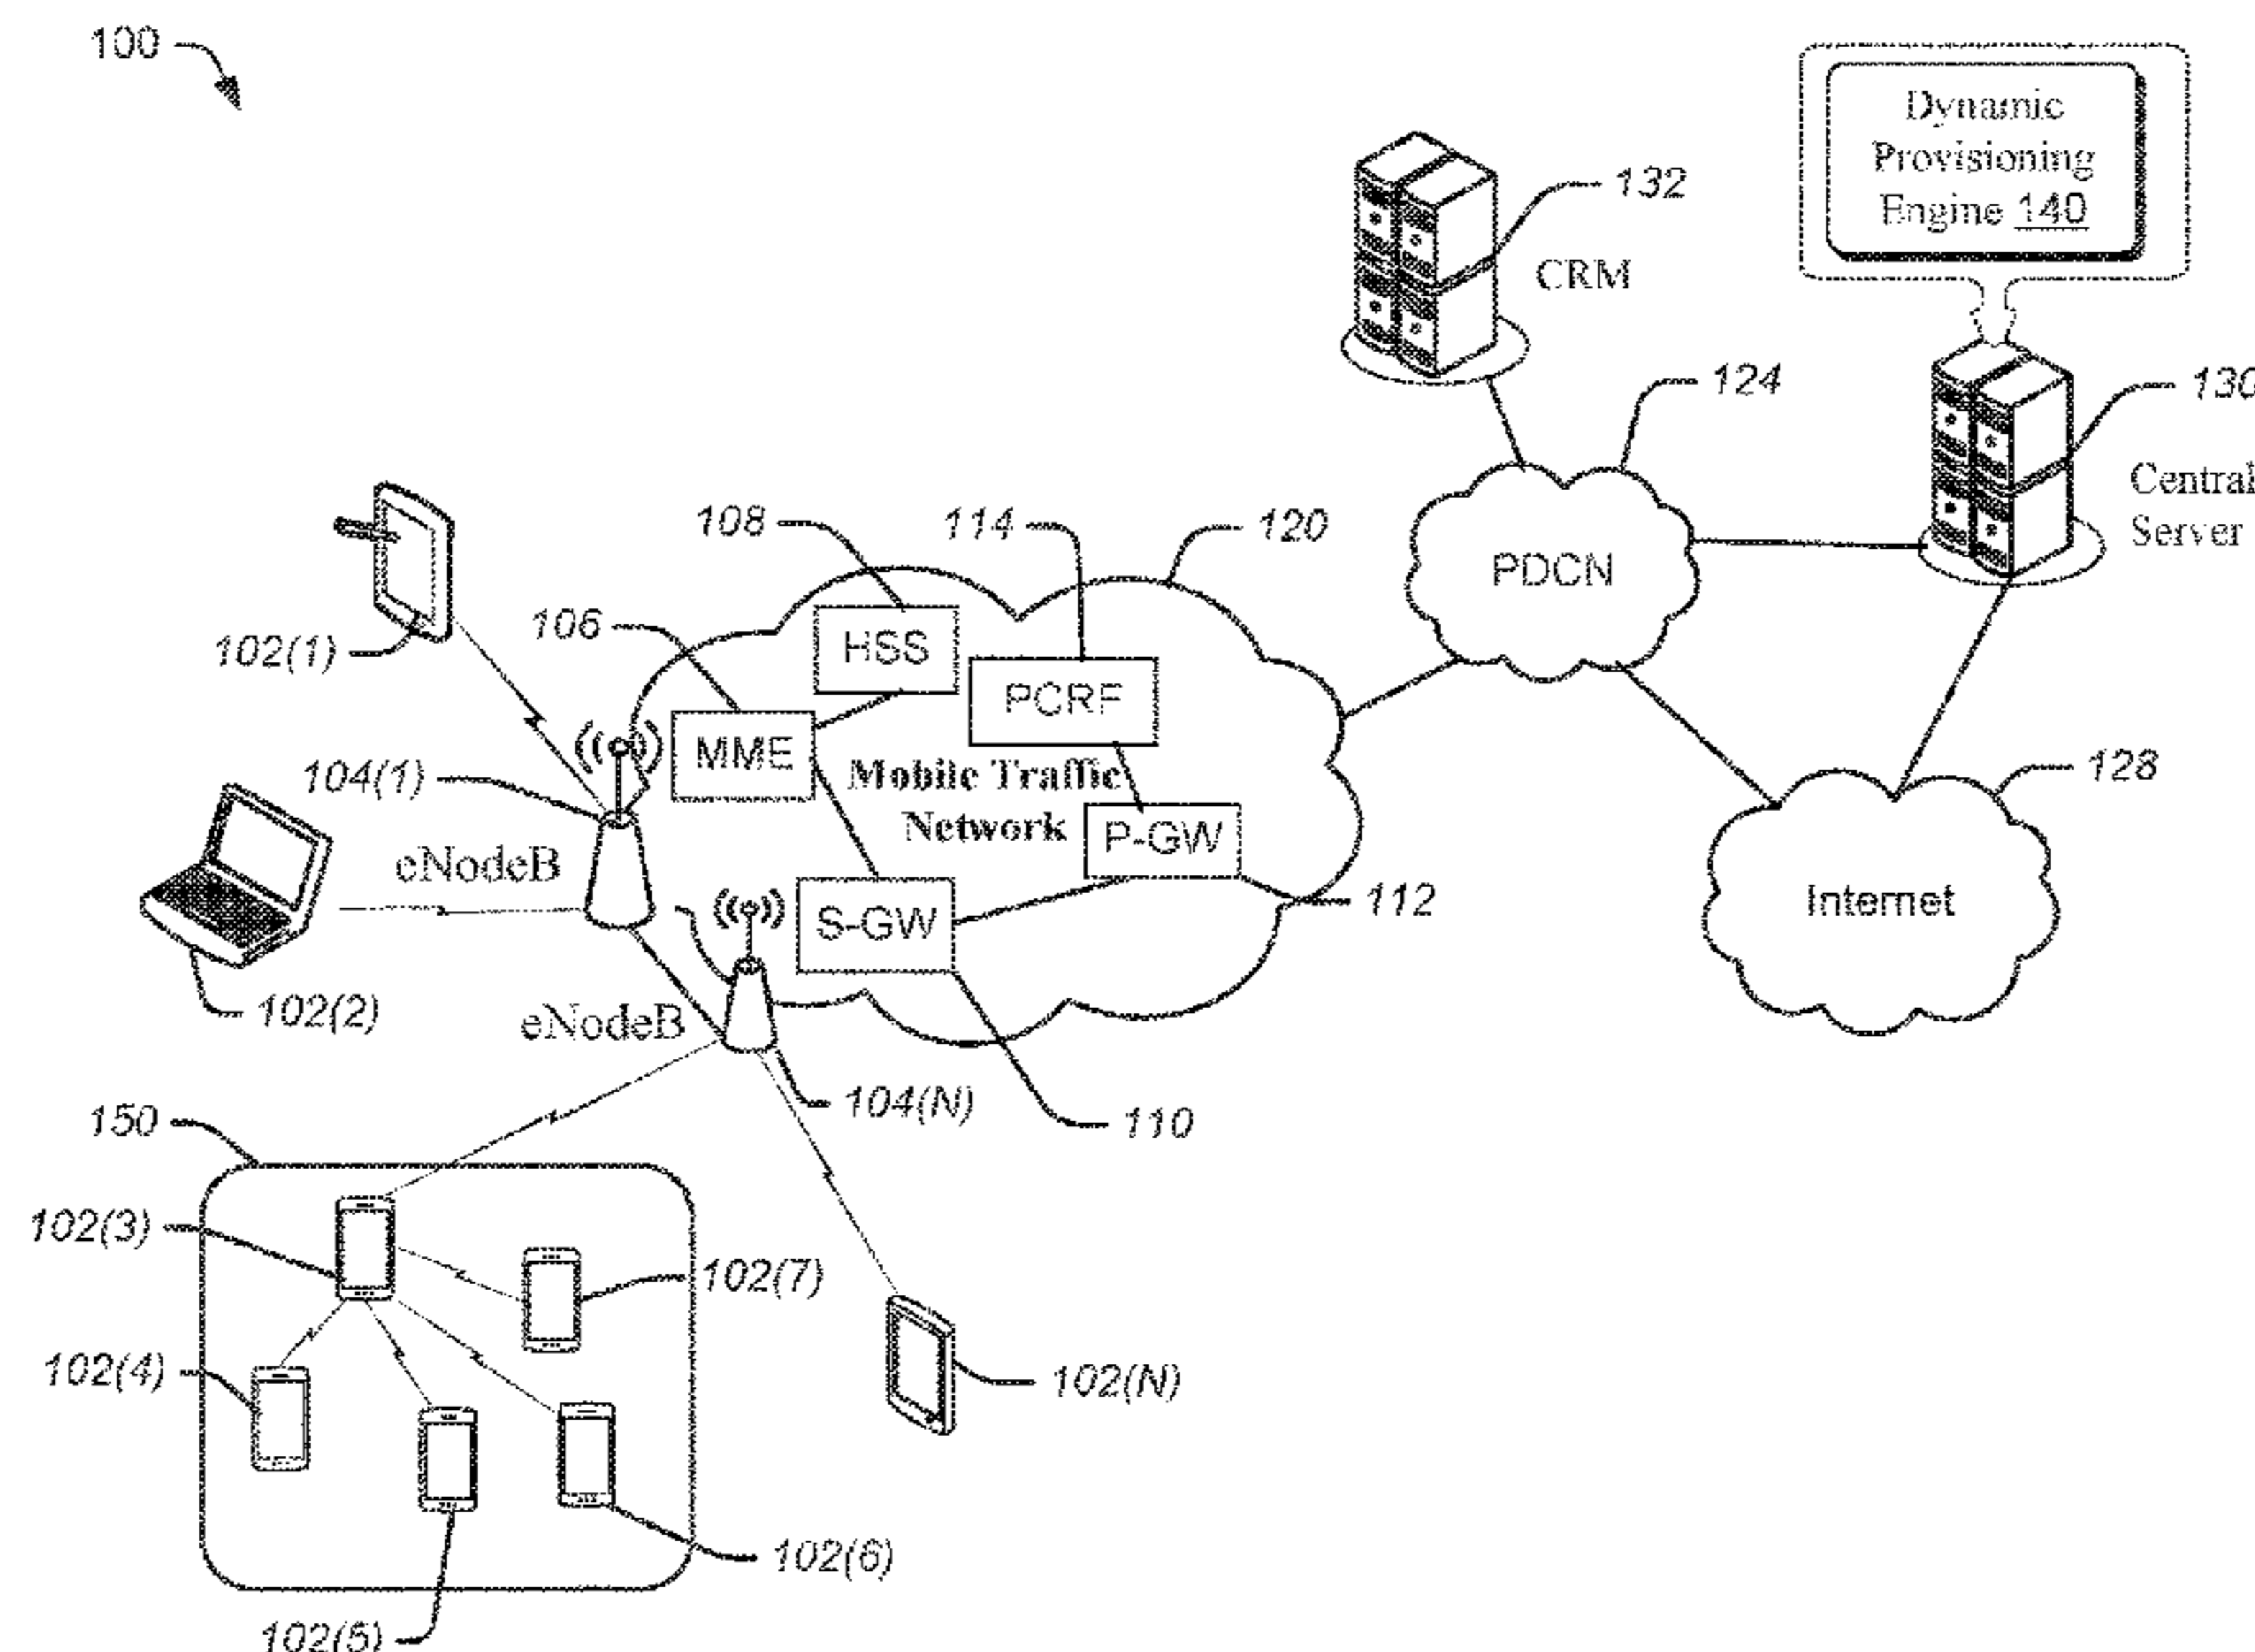 100
Dynamic
Provisioning
Engine 140
132
CRM
124
130
Central
Server
108
114
120
PDCN
102(1)
106
HSS
PCRF
MME
104(1)
Mobile Traffic
Network
P-GW
128
eNodeB
S-GW
112
Internet
102(2)
eNodeB
104(N)
110
150
102(3)
102(7)
102(4)
102(N)
102(6)
102(5)